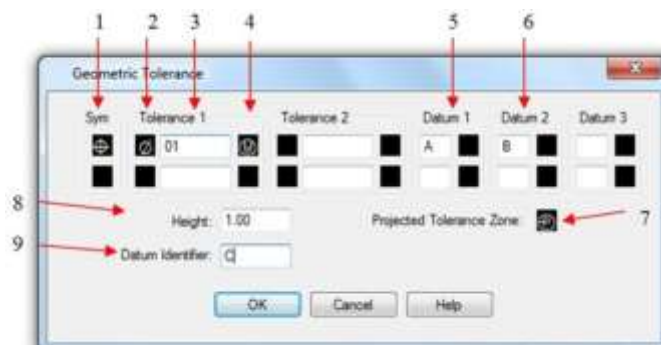 1 2 3 4 5 6
Geometric Tolerance
Sym Tolerance 1 Tolerance 2 Datum 1 Datum 2 Datum 3
01 A B
8 Height: 1.00 Projected Tolerance Zone: 7
9 Datum Identifier: C
OK Cancel Help